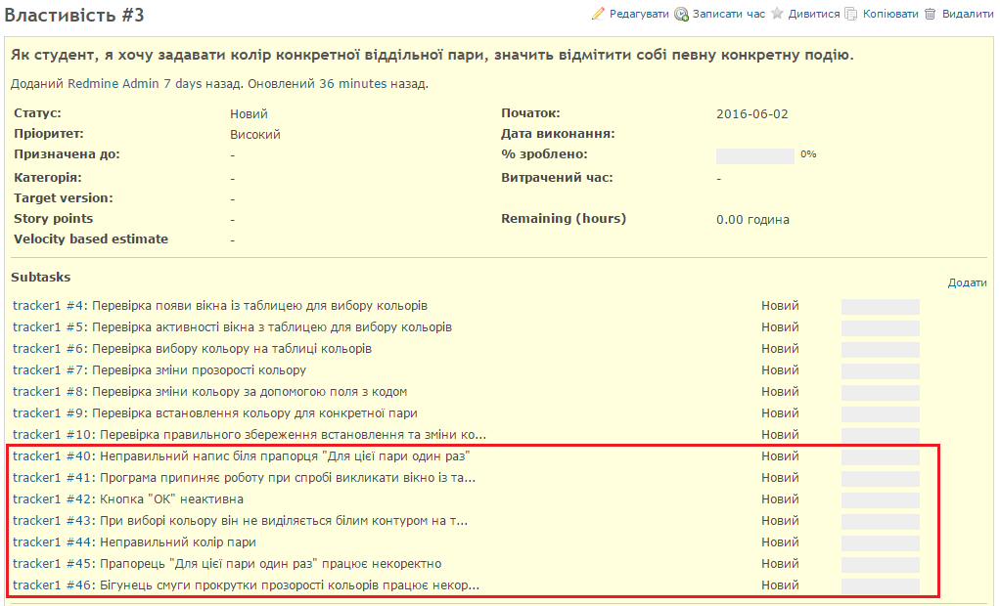 Властивість #3
Редагувати Записати час Дивитися Копіювати Видалити
Як студент, я хочу задавати колір конкретної віддільної пари, значить відмітити собі певну конкретну подію.
Доданий Redmine Admin 7 days назад. Оновлений 36 minutes назад.
Статус: Новий Початок: 2016-06-02
Пріоритет: Високий Дата виконання:
Призначена до: - % зроблено: 0%
Категорія: - Витрачений час: -
Target version: -
Story points - Remaining (hours) 0.00 година
Velocity based estimate -
Subtasks
Додати
tracker1 #4: Перевірка появи вікна із таблицею для вибору кольорів Новий
tracker1 #5: Перевірка активності вікна з таблицею для вибору кольорів Новий
tracker1 #6: Перевірка вибору кольору на таблиці кольорів Новий
tracker1 #7: Перевірка зміни прозорості кольору Новий
tracker1 #8: Перевірка зміни кольору за допомогою поля з кодом Новий
tracker1 #9: Перевірка встановлення кольору для конкретної пари Новий
tracker1 #10: Перевірка правильного збереження встановлення та зміни ко... Новий
tracker1 #40: Неправильний напис біля прапорця "Для цієї пари один раз" Новий
tracker1 #41: Програма припиняє роботу при спробі викликати вікно із та... Новий
tracker1 #42: Кнопка "ОК" неактивна Новий
tracker1 #43: При виборі кольору він не виділяється білим контуром на т... Новий
tracker1 #44: Неправильний колір пари Новий
tracker1 #45: Прапорець "Для цієї пари один раз" працює некоректно Новий
tracker1 #46: Бігунець смуги прокрутки прозорості кольорів працює некор... Новий